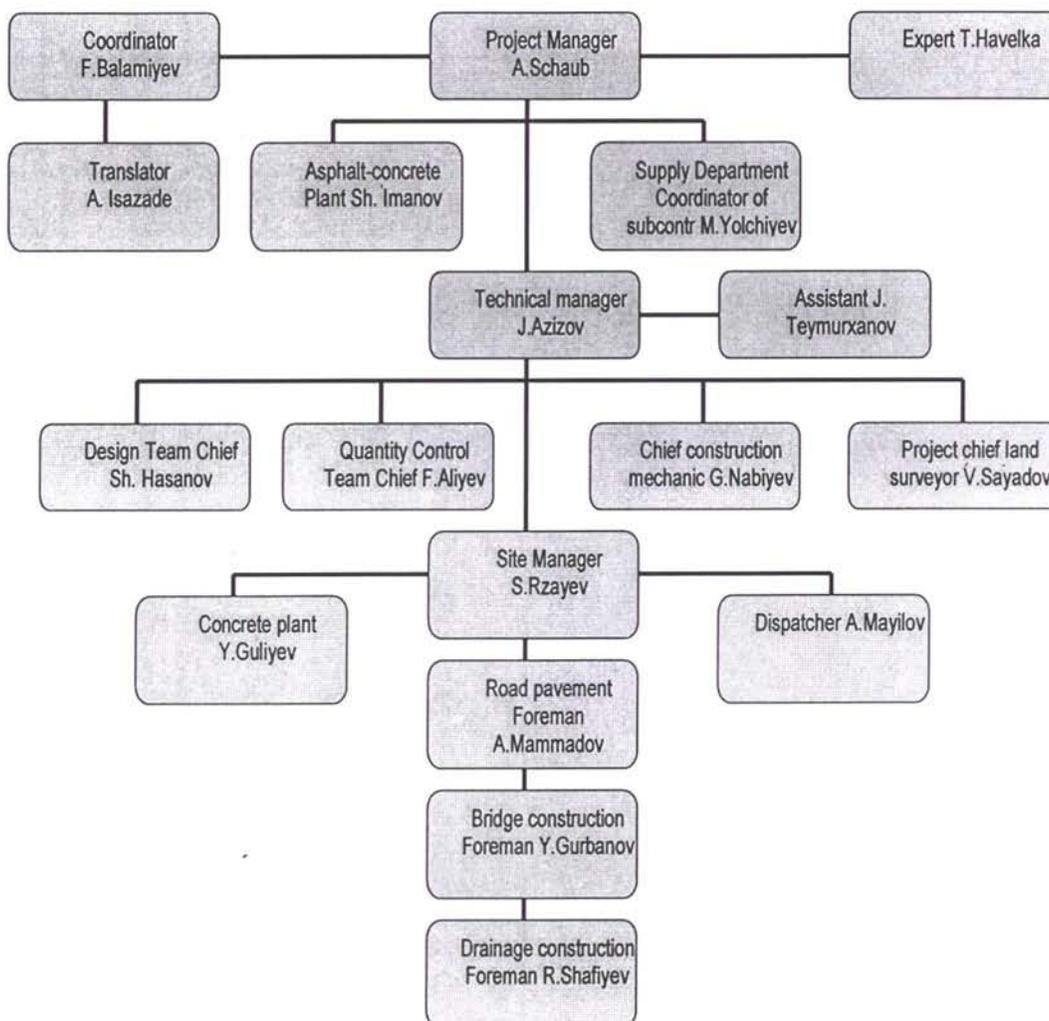 Coordinator
F.Balamiyev
Project Manager
A.Schaub
Expert T.Havelka
Translator
A. Isazade
Asphalt-concrete
Plant Sh. Imanov
Supply Department
Coordinator of
subcontr M.Yolchiyev
Technical manager
J.Azizov
Assistant J.
Teymurxanov
Design Team Chief
Sh. Hasanov
Quantity Control
Team Chief F.Aliyev
Chief construction
mechanic G.Nabiyev
Project chief land
surveyor V.Sayadov
Site Manager
S.Rzayev
Concrete plant
Y.Guliyev
Dispatcher A.Mayilov
Road pavement
Foreman
A.Mammadov
Bridge construction
Foreman Y.Gurbanov
Drainage construction
Foreman R.Shafiyev